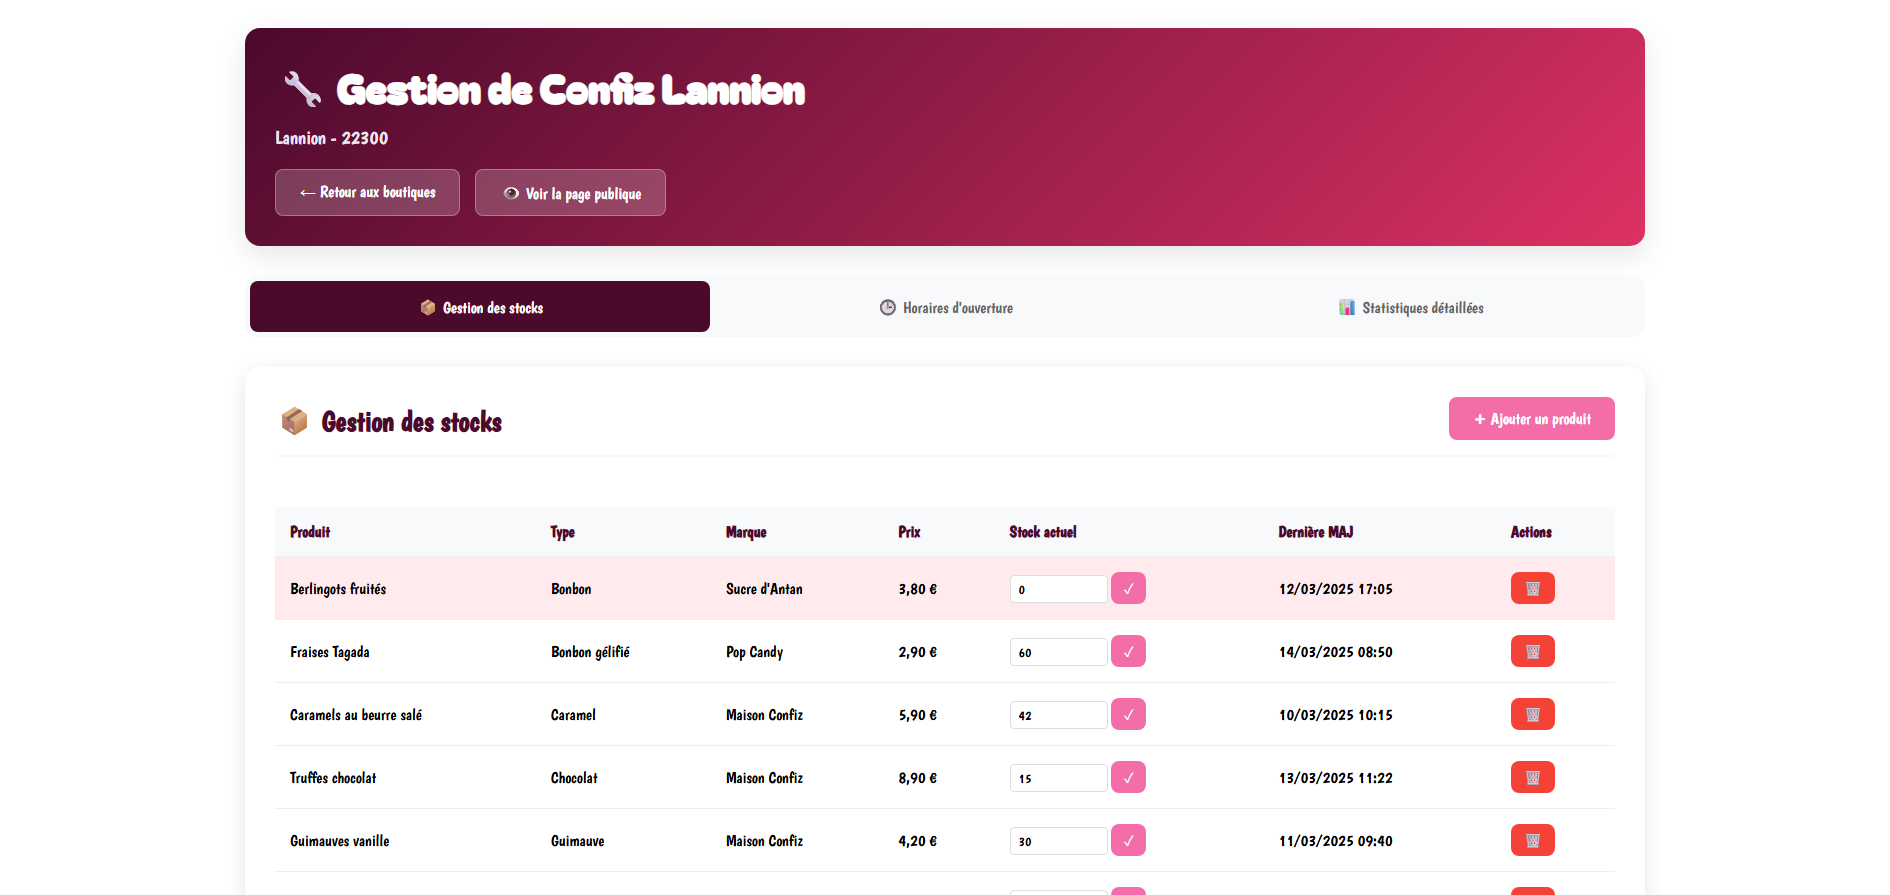 🔧 Gestion de Confiz Lannion
Lannion - 22300
← Retour aux boutiques 👁️ Voir la page publique
📦 Gestion des stocks 🕒 Horaires d'ouverture 📊 Statistiques détaillées
📦 Gestion des stocks + Ajouter un produit
Produit Type Marque Prix Stock actuel Dernière MAJ Actions
Berlingots fruités Bonbon Sucre d'Antan 3,80 € 0 ✓ 12/03/2025 17:05 🗑️
Fraises Tagada Bonbon gélifié Pop Candy 2,90 € 60 ✓ 14/03/2025 08:50 🗑️
Caramels au beurre salé Caramel Maison Confiz 5,90 € 42 ✓ 10/03/2025 10:15 🗑️
Truffes chocolat Chocolat Maison Confiz 8,90 € 15 ✓ 13/03/2025 11:22 🗑️
Guimauves vanille Guimauve Maison Confiz 4,20 € 30 ✓ 11/03/2025 09:40 🗑️